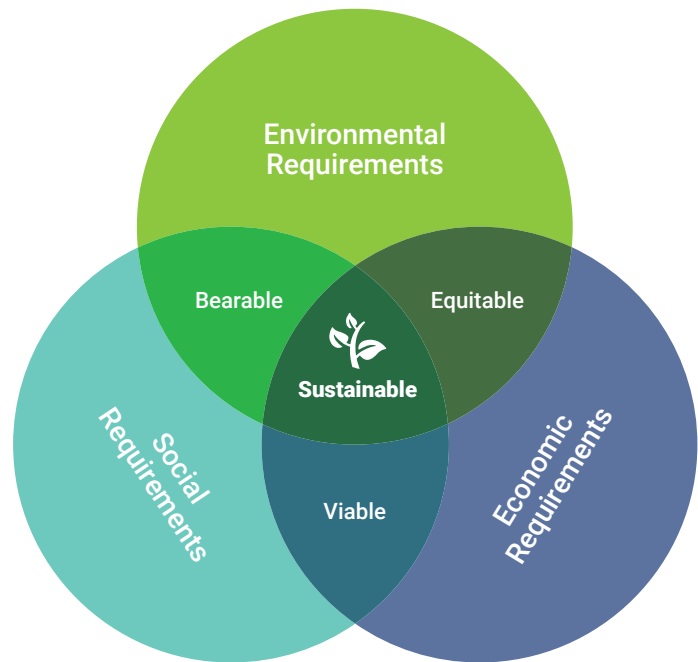 Environmental
Requirements
Bearable
Equitable
Sustainable
Social
Requirements
Economic
Requirements
Viable